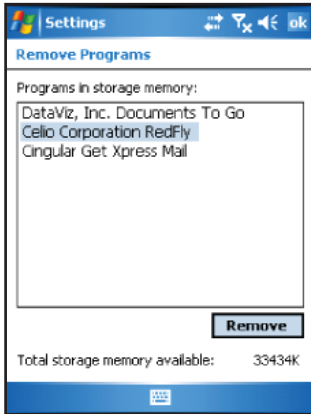 Settings ok
Remove Programs
Programs in storage memory:
DataViz, Inc. Documents To Go
Celio Corporation RedFly
Cingular Get Xpress Mail
Remove
Total storage memory available: 33434K